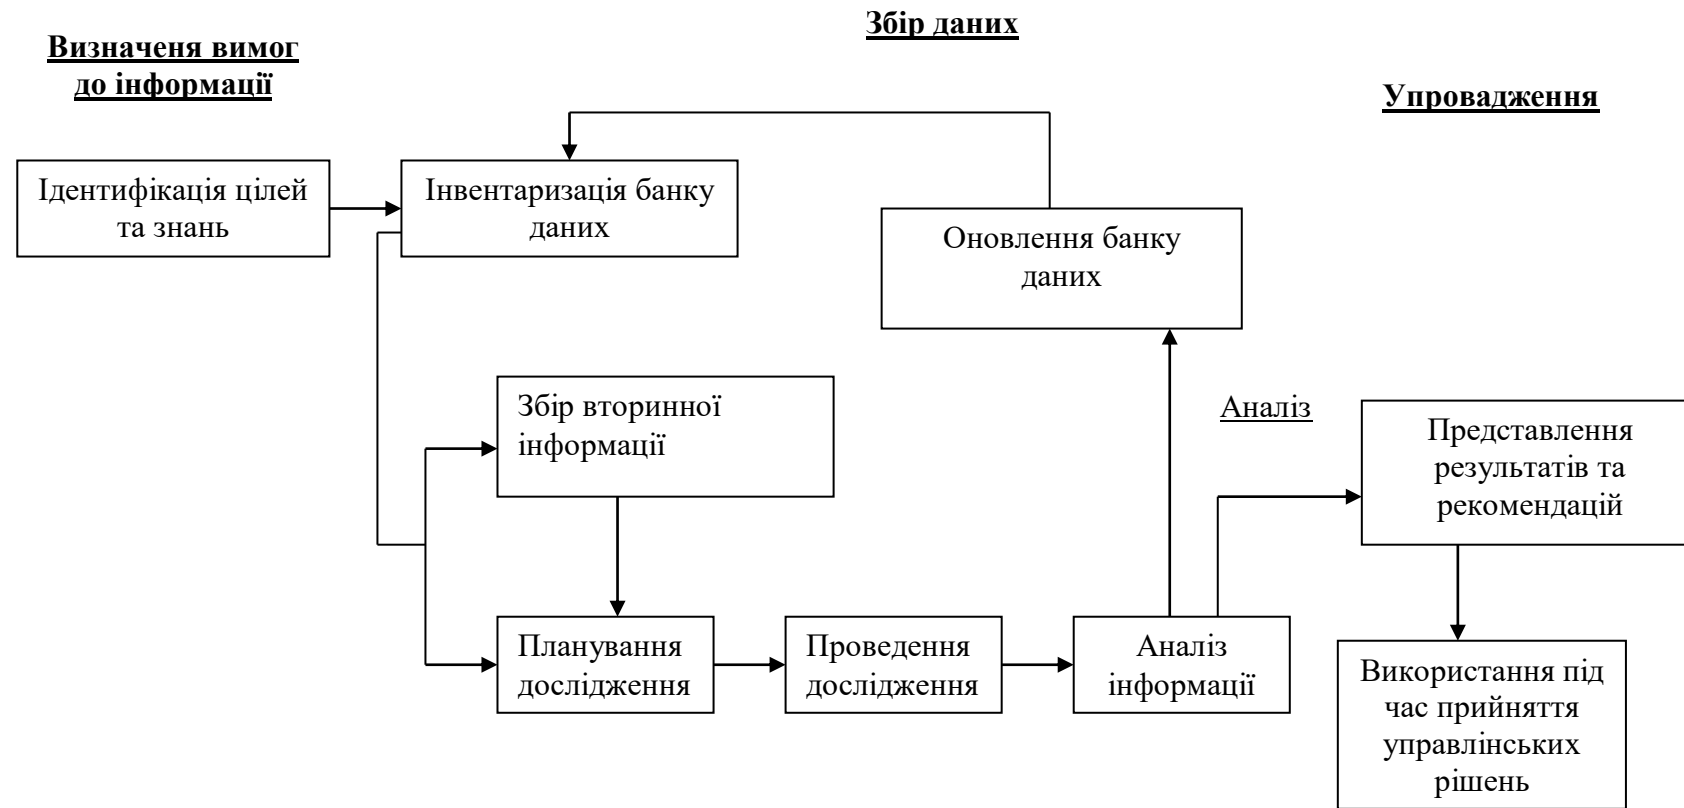 Збір даних
Визначеня вимог
до інформації
Упровадження
Ідентифікація цілей
та знань
Інвентаризація банку
даних
Оновлення банку
даних
Збір вторинної
інформації
Аналіз
Представлення
результатів та
рекомендацій
Планування
дослідження
Проведення
дослідження
Аналіз
інформації
Використання під
час прийняття
управлінських
рішень